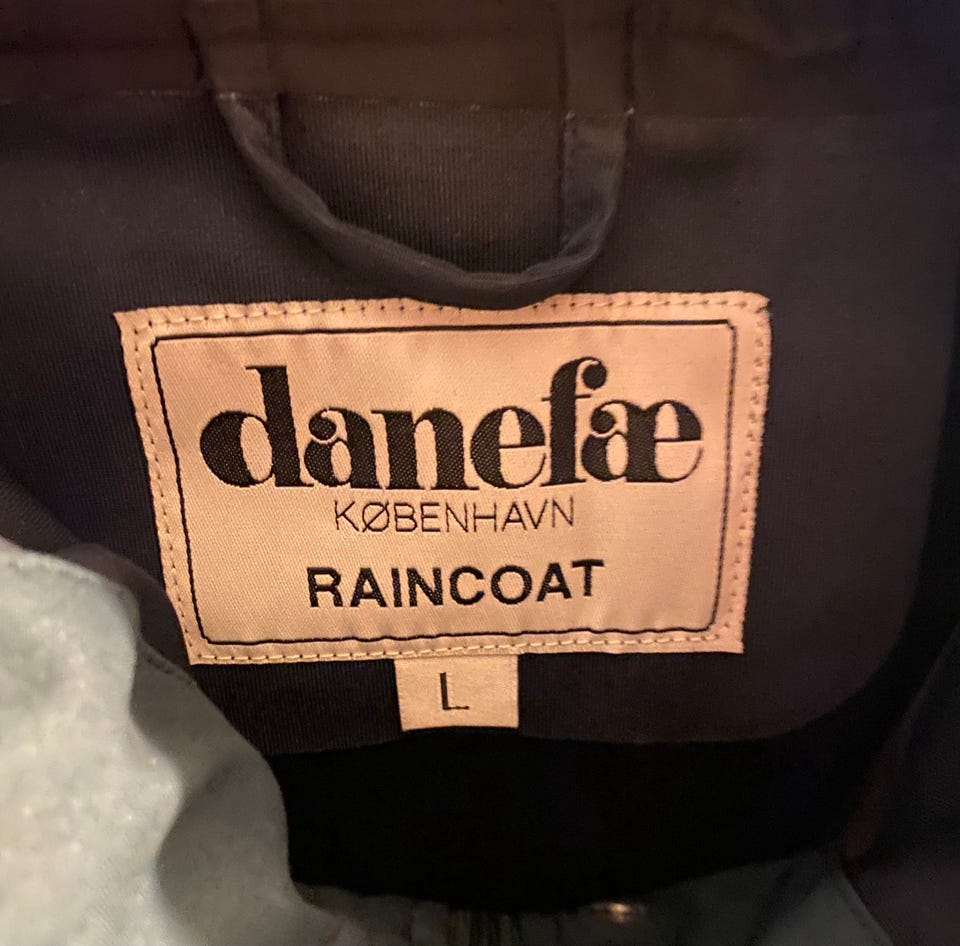 danefæ
KØBENHAVN
RAINCOAT
L